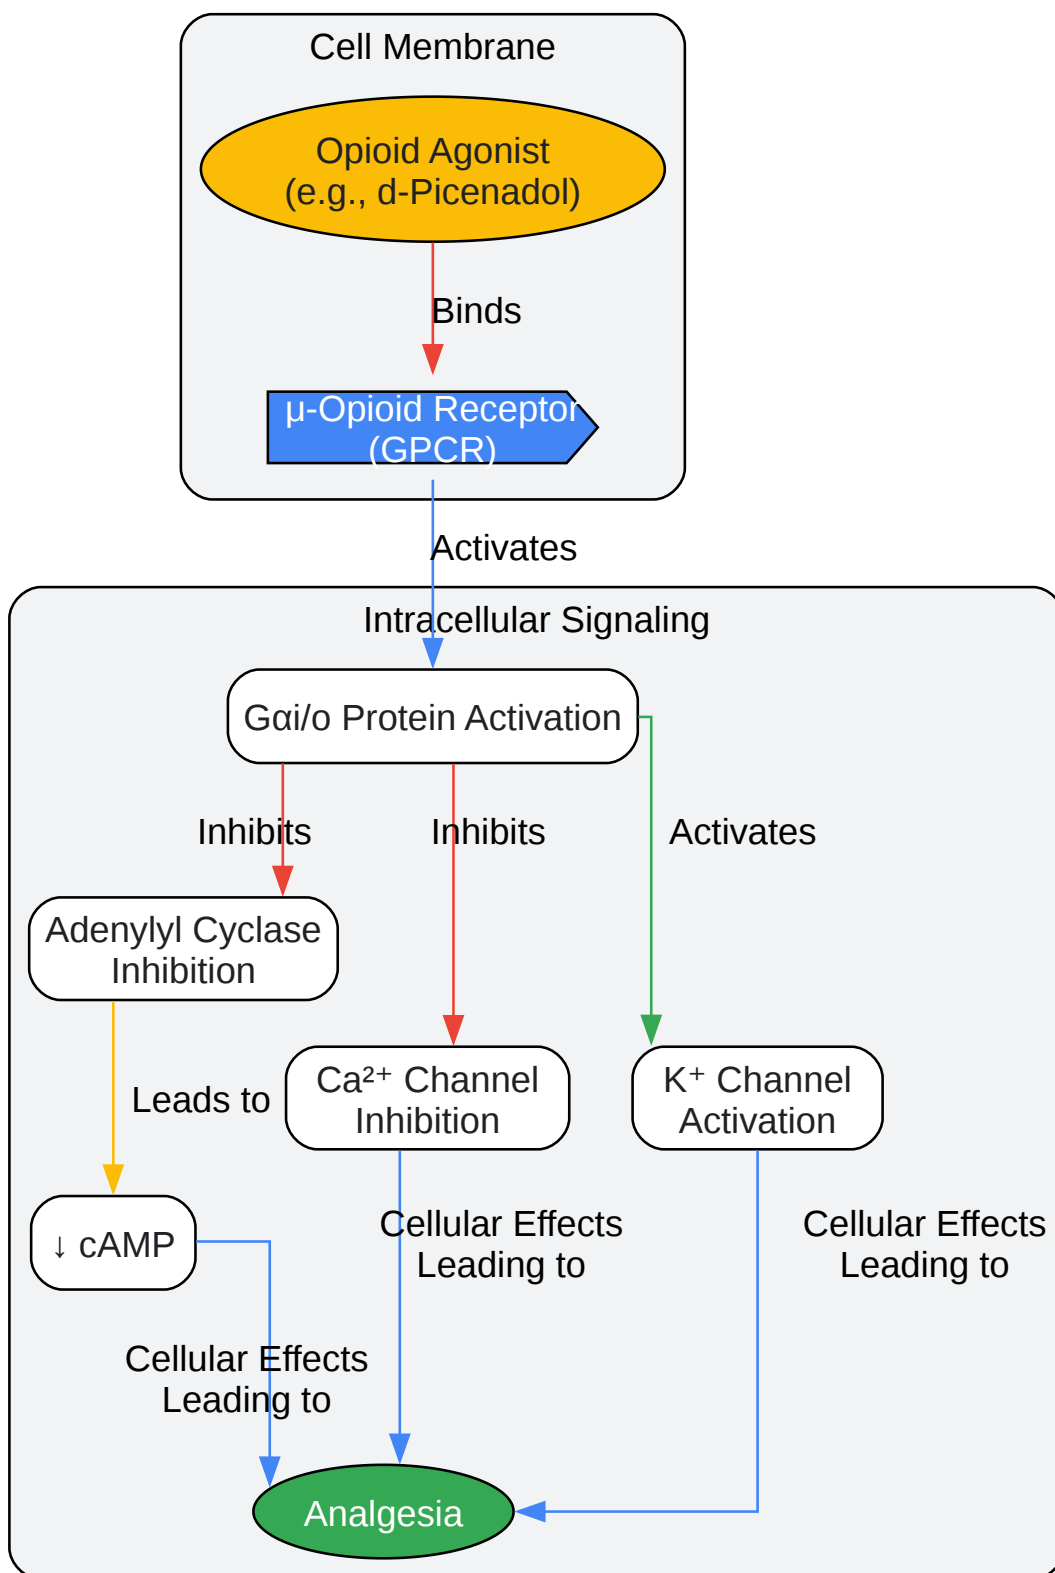 Cell Membrane
Opioid Agonist
(e.g., d-Picenadol)
Binds
μ-Opioid Receptor
(GPCR)
Activates
Intracellular Signaling
Gαi/o Protein Activation
Inhibits
Inhibits
Activates
Adenylyl Cyclase
Inhibition
Leads to
Ca²⁺ Channel
Inhibition
K⁺ Channel
Activation
↓ cAMP
Cellular Effects
Leading to
Cellular Effects
Leading to
Cellular Effects
Leading to
Analgesia